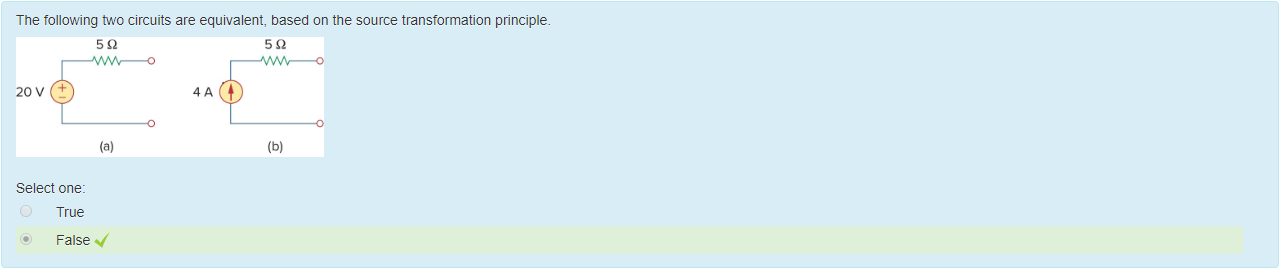 The following two circuits are equivalent, based on the source transformation principle.
5 Ω 5 Ω
20 V + − 4 A
(a) (b)
Select one:
True
False